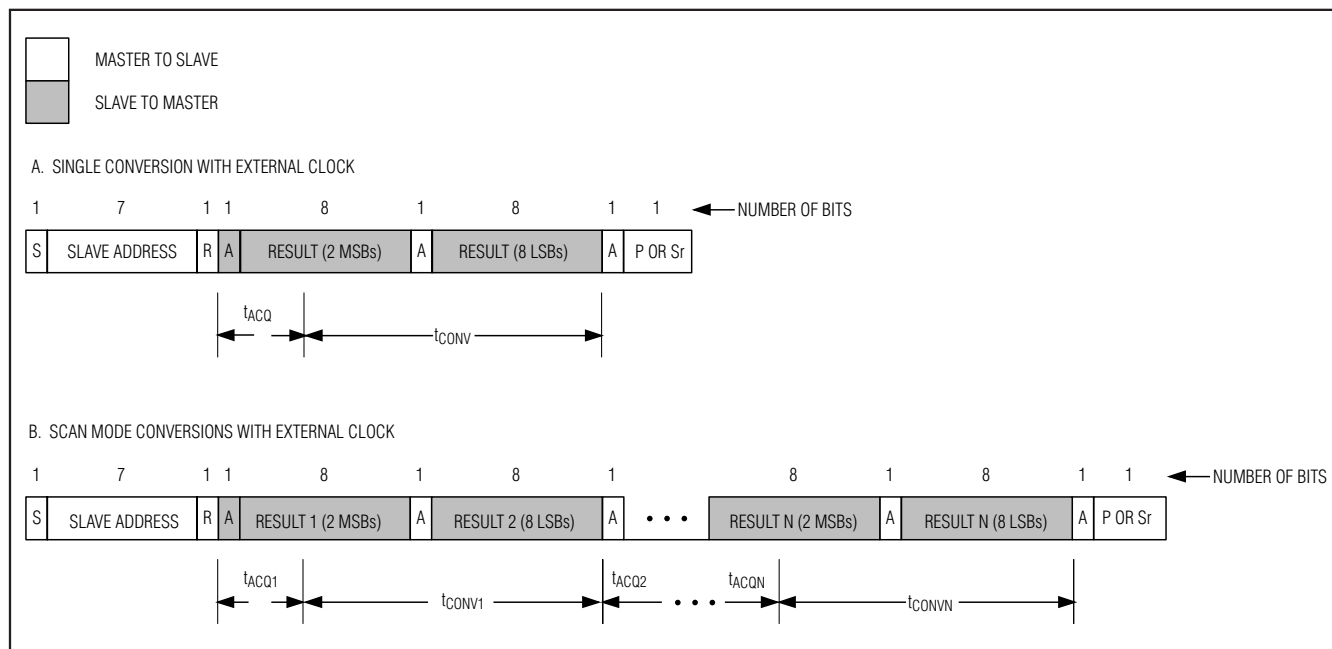 MASTER TO SLAVE
SLAVE TO MASTER
A. SINGLE CONVERSION WITH EXTERNAL CLOCK
1 7 1 1 8 1 8 1 1 NUMBER OF BITS
S SLAVE ADDRESS R A RESULT (2 MSBs) A RESULT (8 LSBs) A P OR Sr
tACQ
tCONV
B. SCAN MODE CONVERSIONS WITH EXTERNAL CLOCK
1 7 1 1 8 1 8 1 8 1 8 1 1 NUMBER OF BITS
S SLAVE ADDRESS R A RESULT 1 (2 MSBs) A RESULT 2 (8 LSBs) A • • • RESULT N (2 MSBs) A RESULT N (8 LSBs) A P OR Sr
tACQ1 tACQ2 tACQN
tCONV1 • • • tCONVN